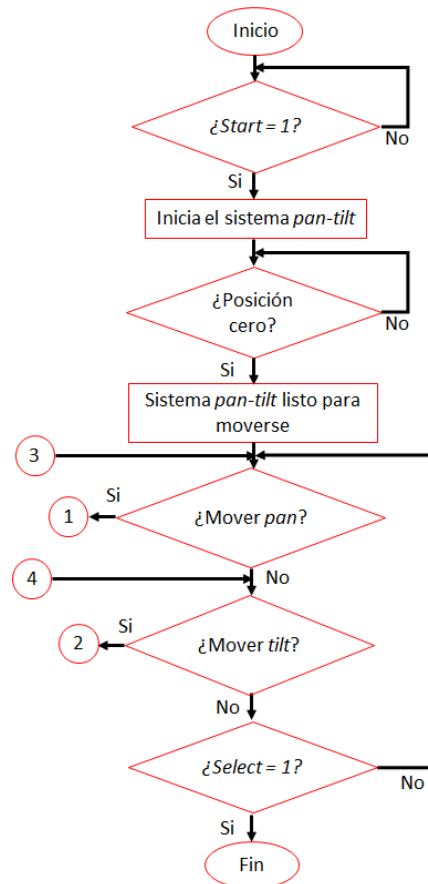 Inicio
¿Start = 1?
No
Si
Inicia el sistema pan-tilt
¿Posición
cero?
No
Si
Sistema pan-tilt listo para
moverse
3
Si
1
¿Mover pan?
4
No
Si
2
¿Mover tilt?
No
¿Select = 1?
No
Si
Fin